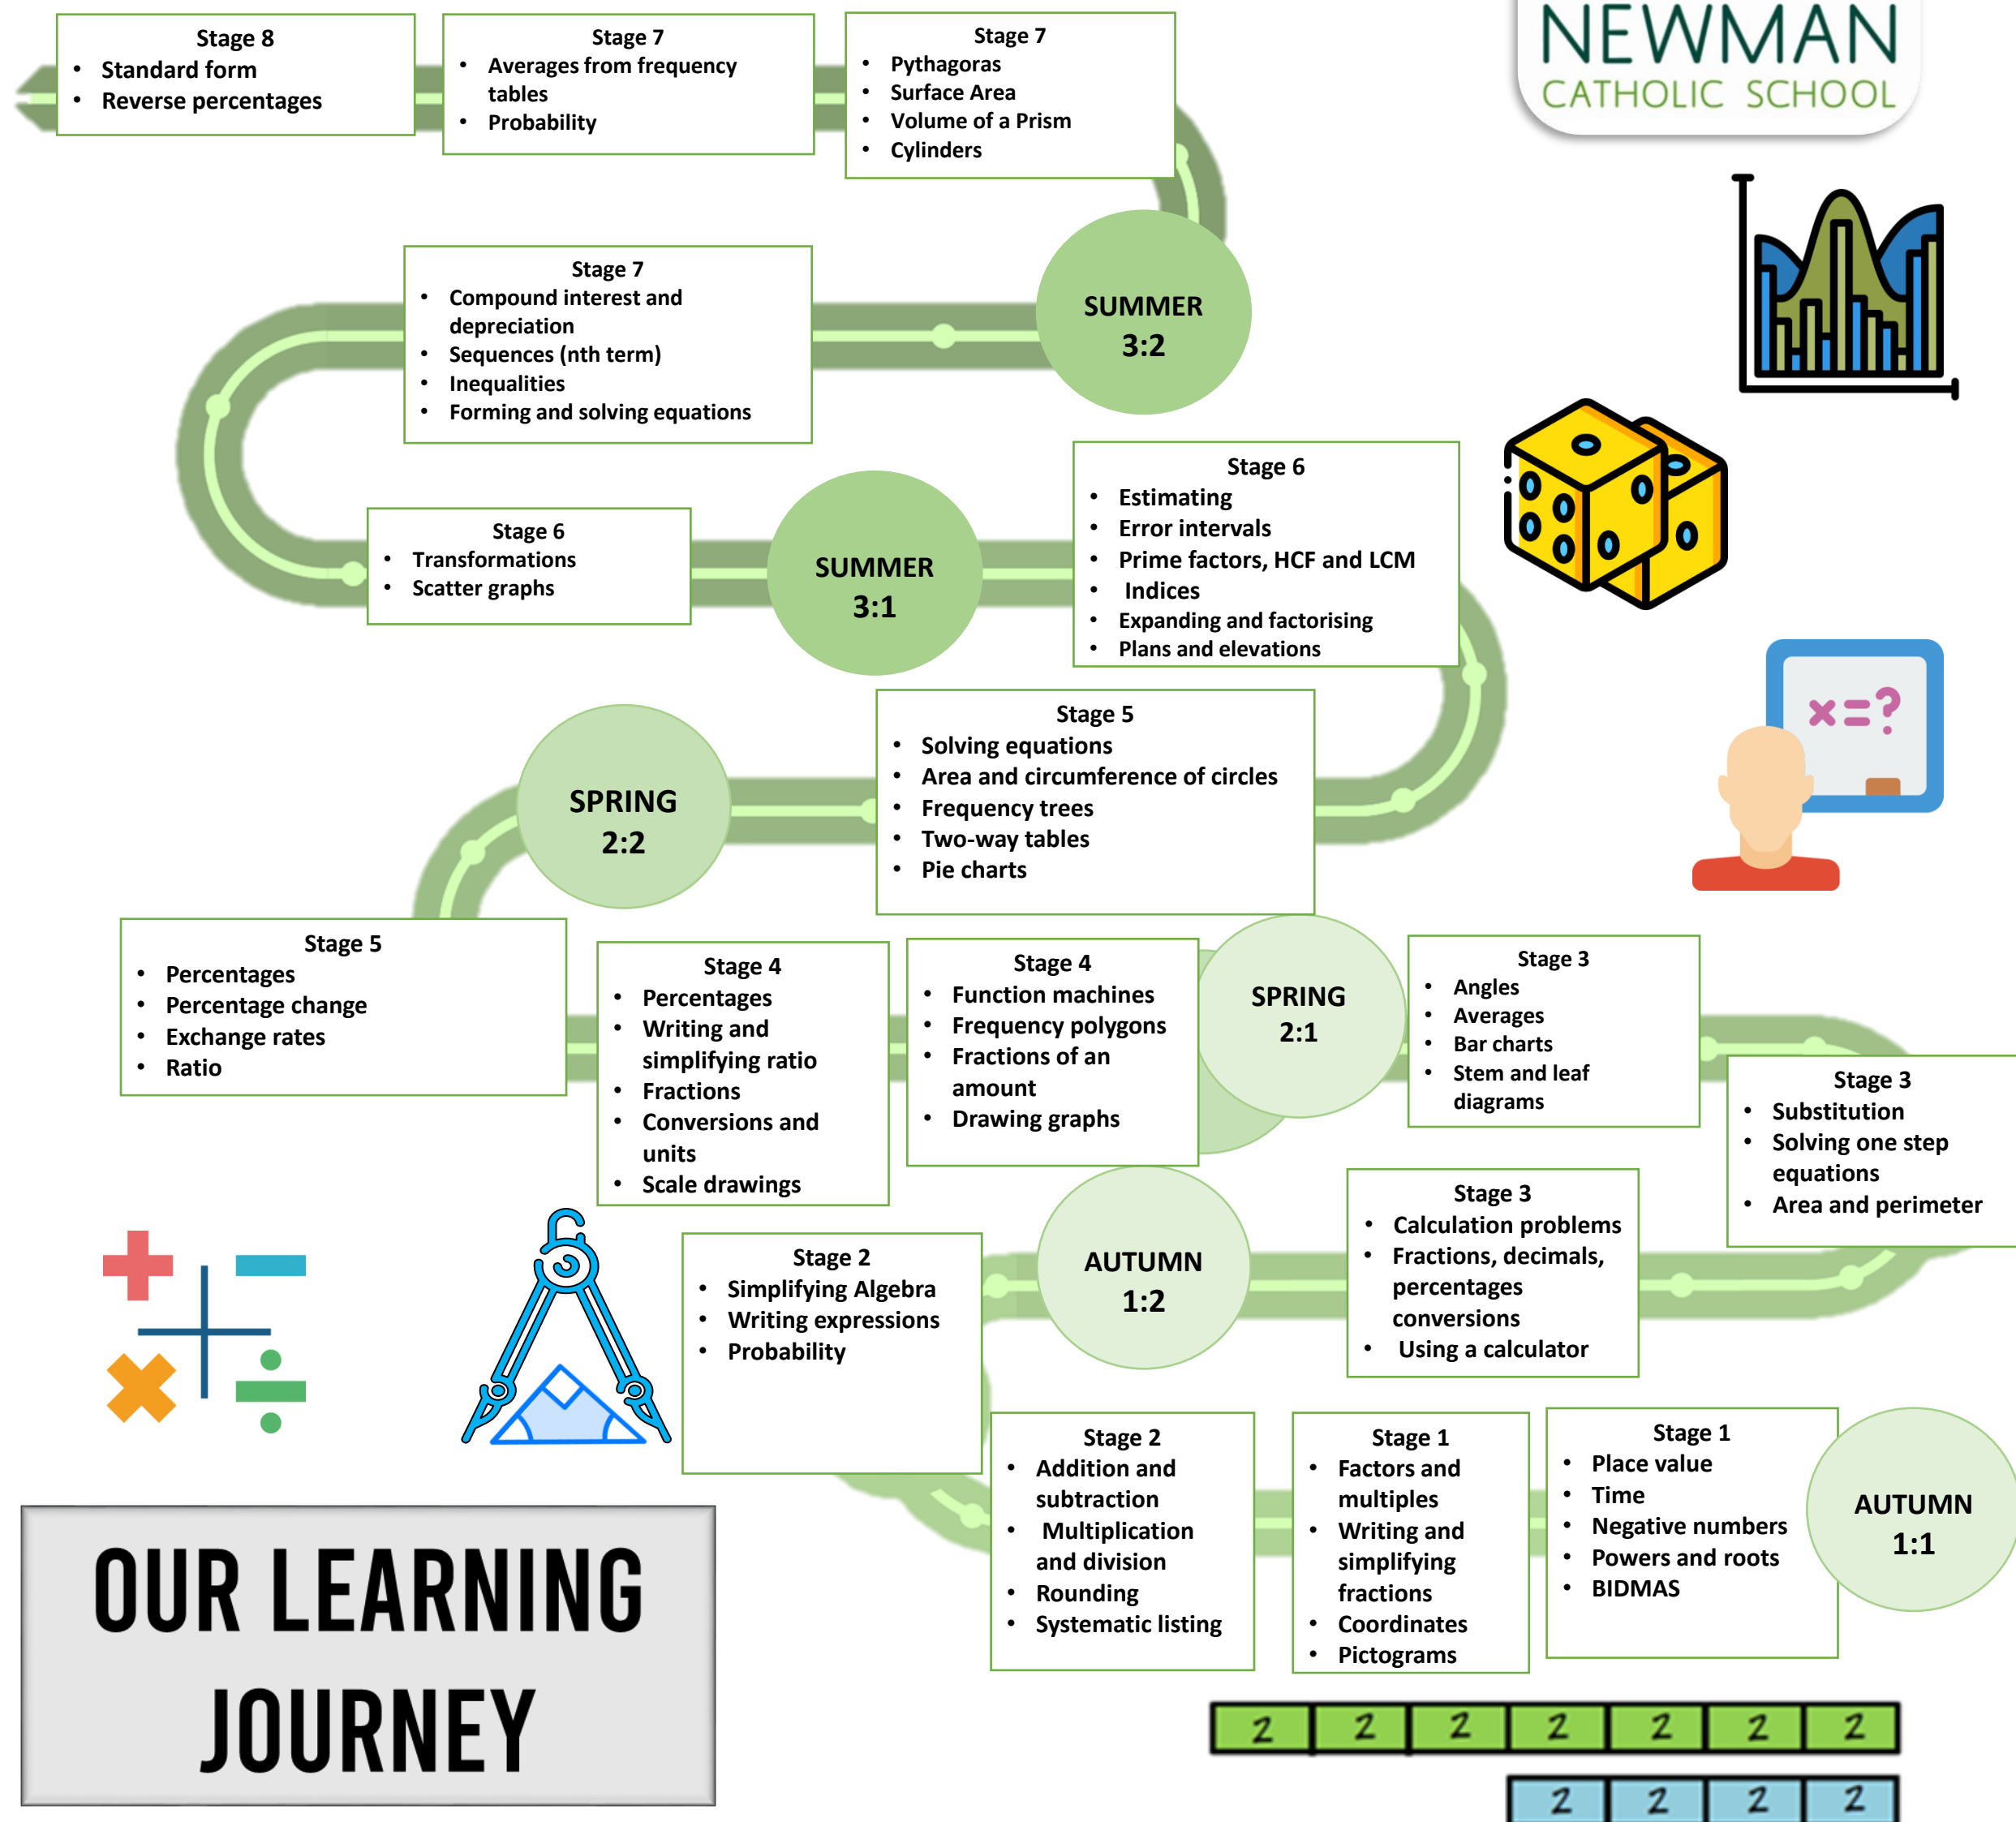 NEWMAN
CATHOLIC SCHOOL
Stage 8
• Standard form
• Reverse percentages
Stage 7
• Averages from frequency
tables
• Probability
Stage 7
• Pythagoras
• Surface Area
• Volume of a Prism
• Cylinders
Stage 7
• Compound interest and
depreciation
• Sequences (nth term)
• Inequalities
• Forming and solving equations
SUMMER
3:2
Stage 6
• Transformations
• Scatter graphs
SUMMER
3:1
Stage 6
• Estimating
• Error intervals
• Prime factors, HCF and LCM
• Indices
• Expanding and factorising
• Plans and elevations
x=?
SPRING
2:2
Stage 5
• Solving equations
• Area and circumference of circles
• Frequency trees
• Two-way tables
• Pie charts
Stage 5
• Percentages
• Percentage change
• Exchange rates
• Ratio
Stage 4
• Percentages
• Writing and
simplifying ratio
• Fractions
• Conversions and
units
• Scale drawings
Stage 4
• Function machines
• Frequency polygons
• Fractions of an
amount
• Drawing graphs
SPRING
2:1
Stage 3
• Angles
• Averages
• Bar charts
• Stem and leaf
diagrams
Stage 3
• Substitution
• Solving one step
equations
• Area and perimeter
Stage 2
• Simplifying Algebra
• Writing expressions
• Probability
AUTUMN
1:2
Stage 3
• Calculation problems
• Fractions, decimals,
percentages
conversions
• Using a calculator
Stage 2
• Addition and
subtraction
• Multiplication
and division
• Rounding
• Systematic listing
Stage 1
• Factors and
multiples
• Writing and
simplifying
fractions
• Coordinates
• Pictograms
Stage 1
• Place value
• Time
• Negative numbers
• Powers and roots
• BIDMAS
AUTUMN
1:1
OUR LEARNING
JOURNEY
2 2 2 2 2 2 2
2 2 2 2